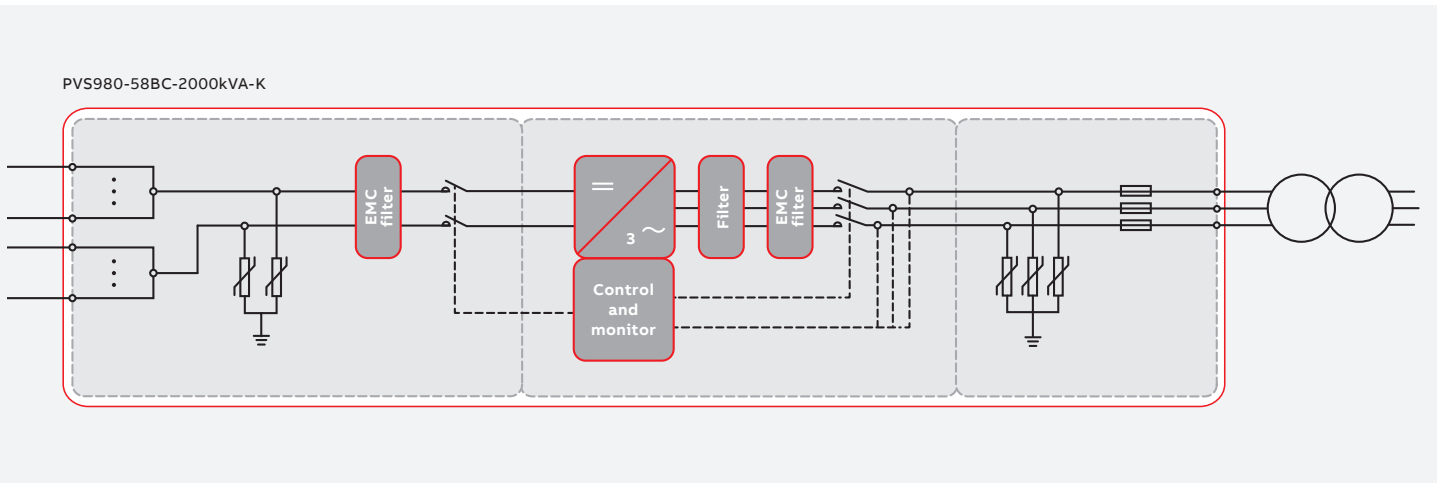 PVS980-58BC-2000kVA-K
EMC
filter
3
Filter
EMC
filter
Control
and
monitor